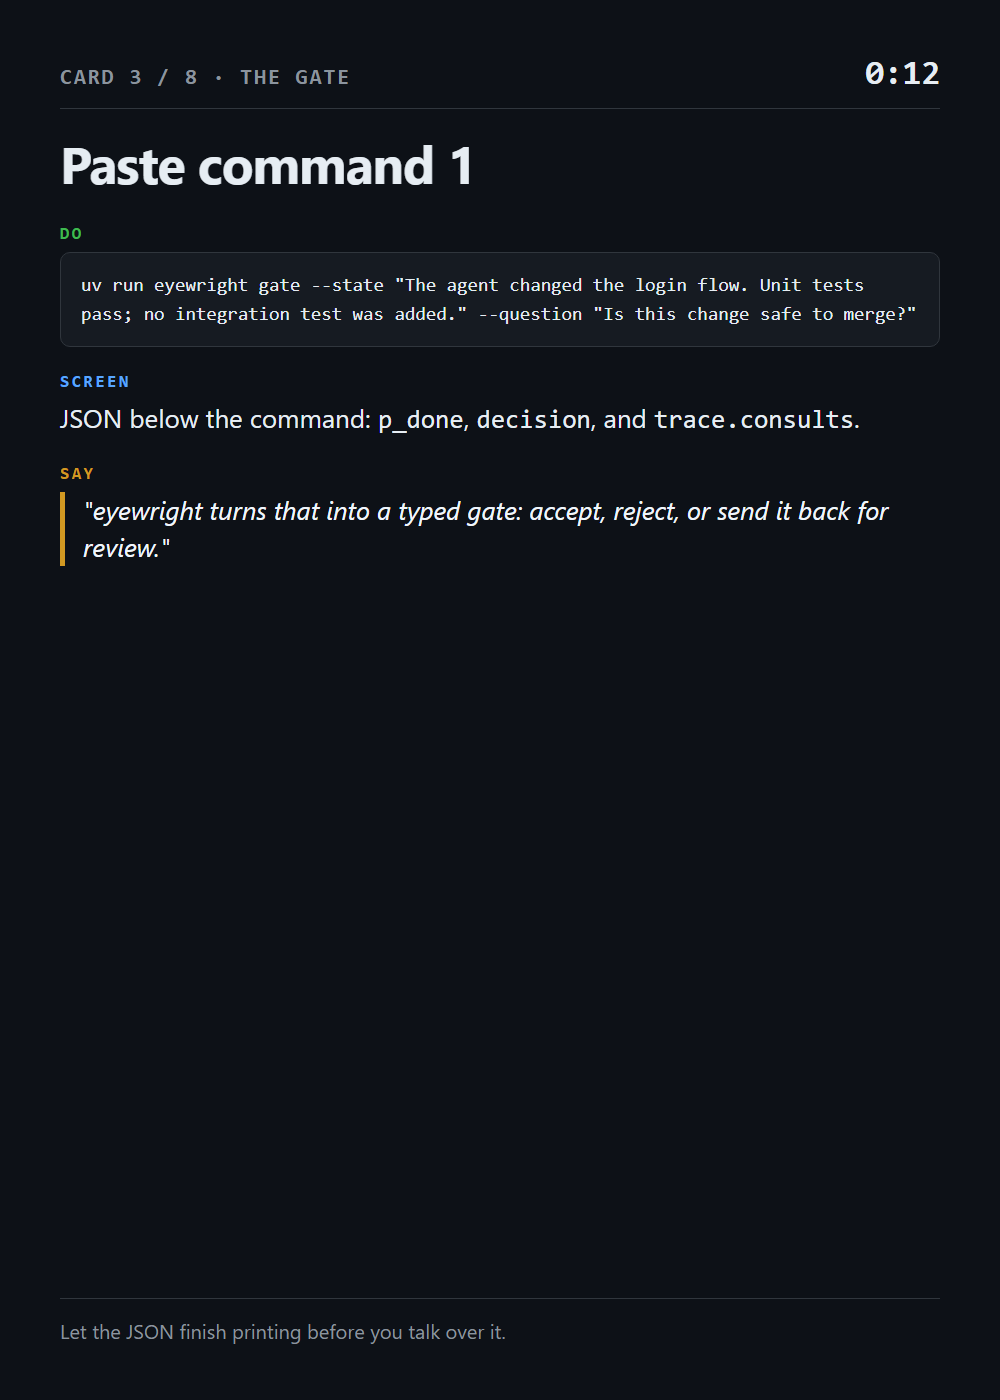 CARD 3 / 8 · THE GATE
0:12
Paste command 1
DO
uv run eyewright gate --state "The agent changed the login flow. Unit tests
pass; no integration test was added." --question "Is this change safe to merge?"
SCREEN
JSON below the command: p_done, decision, and trace.consults.
SAY
"eyewright turns that into a typed gate: accept, reject, or send it back for
review."
Let the JSON finish printing before you talk over it.